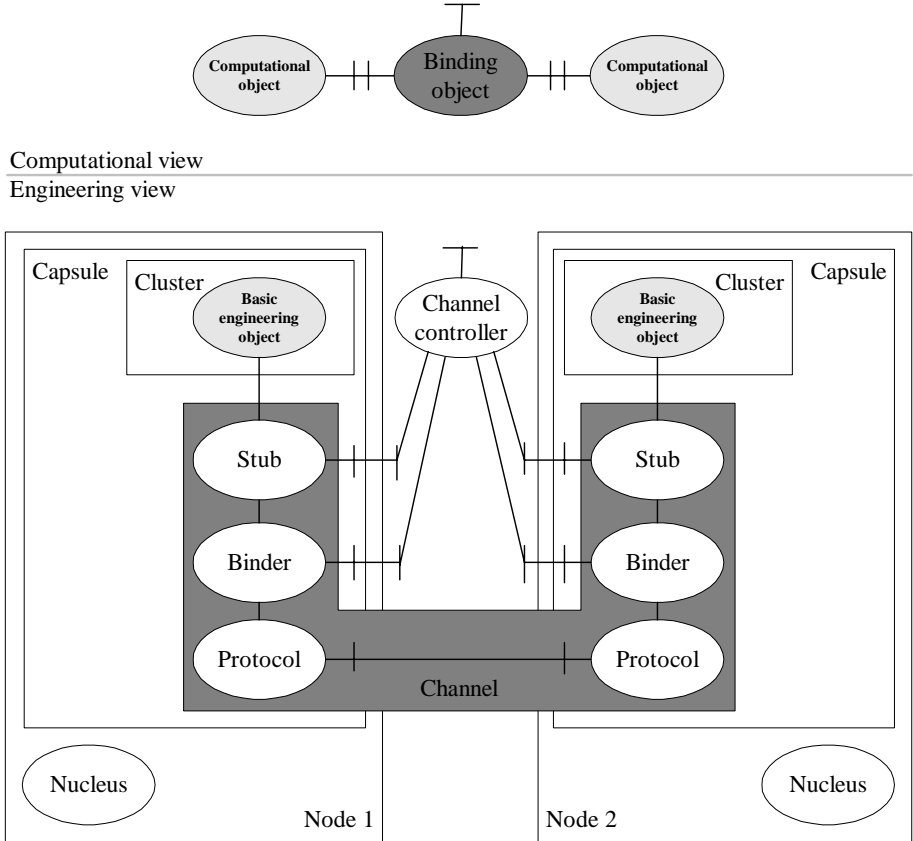 Computational
object
Binding
object
Computational
object
Computational view
Engineering view
Capsule
Cluster
Basic
engineering
object
Channel
controller
Basic
engineering
object
Cluster
Capsule
Stub
Stub
Binder
Binder
Protocol
Protocol
Channel
Nucleus
Nucleus
Node 1
Node 2